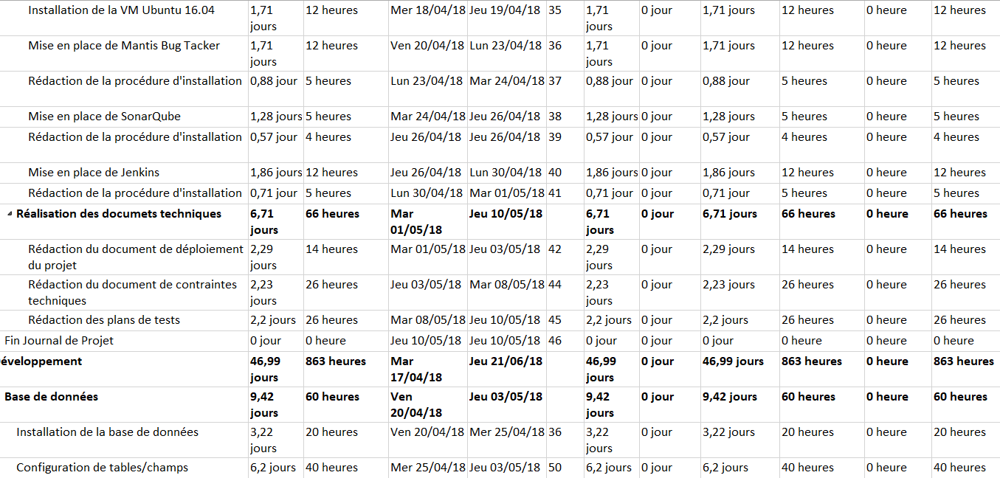 Installation de la VM Ubuntu 16.04 1,71 jours 12 heures Mer 18/04/18 Jeu 19/04/18 35 1,71 jours 0 jour 1,71 jours 12 heures 0 heure 12 heures
Mise en place de Mantis Bug Tacker 1,71 jours 12 heures Ven 20/04/18 Lun 23/04/18 36 1,71 jours 0 jour 1,71 jours 12 heures 0 heure 12 heures
Rédaction de la procédure d'installation 0,88 jour 5 heures Lun 23/04/18 Mar 24/04/18 37 0,88 jour 0 jour 0,88 jour 5 heures 0 heure 5 heures
Mise en place de SonarQube 1,28 jours 5 heures Mar 24/04/18 Jeu 26/04/18 38 1,28 jours 0 jour 1,28 jours 5 heures 0 heure 5 heures
Rédaction de la procédure d'installation 0,57 jour 4 heures Jeu 26/04/18 Jeu 26/04/18 39 0,57 jour 0 jour 0,57 jour 4 heures 0 heure 4 heures
Mise en place de Jenkins 1,86 jours 12 heures Jeu 26/04/18 Lun 30/04/18 40 1,86 jours 0 jour 1,86 jours 12 heures 0 heure 12 heures
Rédaction de la procédure d'installation 0,71 jour 5 heures Lun 30/04/18 Mar 01/05/18 41 0,71 jour 0 jour 0,71 jour 5 heures 0 heure 5 heures
Réalisation des documets techniques 6,71 jours 66 heures Mar 01/05/18 Jeu 10/05/18 6,71 jours 0 jour 6,71 jours 66 heures 0 heure 66 heures
Rédaction du document de déploiement du projet 2,29 jours 14 heures Mar 01/05/18 Jeu 03/05/18 42 2,29 jours 0 jour 2,29 jours 14 heures 0 heure 14 heures
Rédaction du document de contraintes techniques 2,23 jours 26 heures Jeu 03/05/18 Mar 08/05/18 44 2,23 jours 0 jour 2,23 jours 26 heures 0 heure 26 heures
Rédaction des plans de tests 2,2 jours 26 heures Mar 08/05/18 Jeu 10/05/18 45 2,2 jours 0 jour 2,2 jours 26 heures 0 heure 26 heures
Fin Journal de Projet 0 jour 0 heure Jeu 10/05/18 Jeu 10/05/18 46 0 jour 0 jour 0 jour 0 heure 0 heure 0 heure
éveloppement 46,99 jours 863 heures Mar 17/04/18 Jeu 21/06/18 46,99 jours 0 jour 46,99 jours 863 heures 0 heure 863 heures
Base de données 9,42 jours 60 heures Ven 20/04/18 Jeu 03/05/18 9,42 jours 0 jour 9,42 jours 60 heures 0 heure 60 heures
Installation de la base de données 3,22 jours 20 heures Ven 20/04/18 Mer 25/04/18 36 3,22 jours 0 jour 3,22 jours 20 heures 0 heure 20 heures
Configuration de tables/champs 6,2 jours 40 heures Mer 25/04/18 Jeu 03/05/18 50 6,2 jours 0 jour 6,2 jours 40 heures 0 heure 40 heures